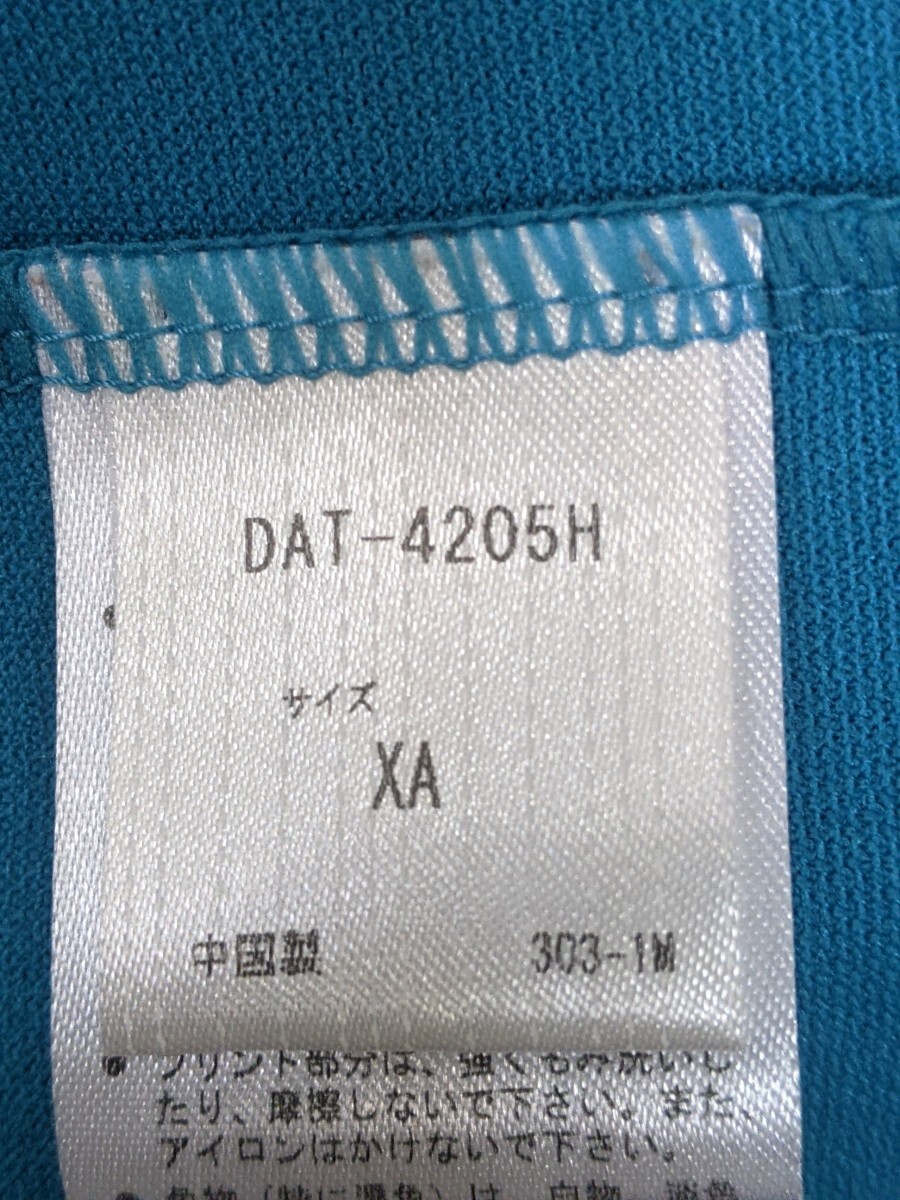 DAT-4205H
サイズ
XA
中国製 303-1M
● プリント部分は、強くもみ洗いし
たり、摩擦しないで下さい。また、
アイロンはかけないで下さい。